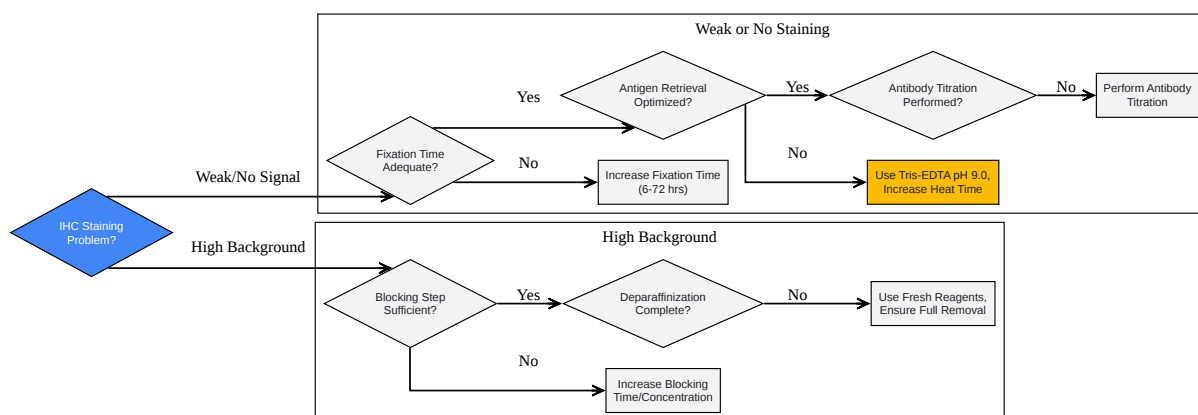 Weak or No Staining
Yes
Antigen Retrieval
Optimized?
Yes
Antibody Titration
Performed?
No
Perform Antibody
Titration
Fixation Time
Adequate?
No
Increase Fixation Time
(6-72 hrs)
No
Use Tris-EDTA pH 9.0,
Increase Heat Time
Weak/No Signal
IHC Staining
Problem?
High Background
High Background
Blocking Step
Sufficient?
Yes
Deparaffinization
Complete?
No
Use Fresh Reagents,
Ensure Full Removal
No
Increase Blocking
Time/Concentration